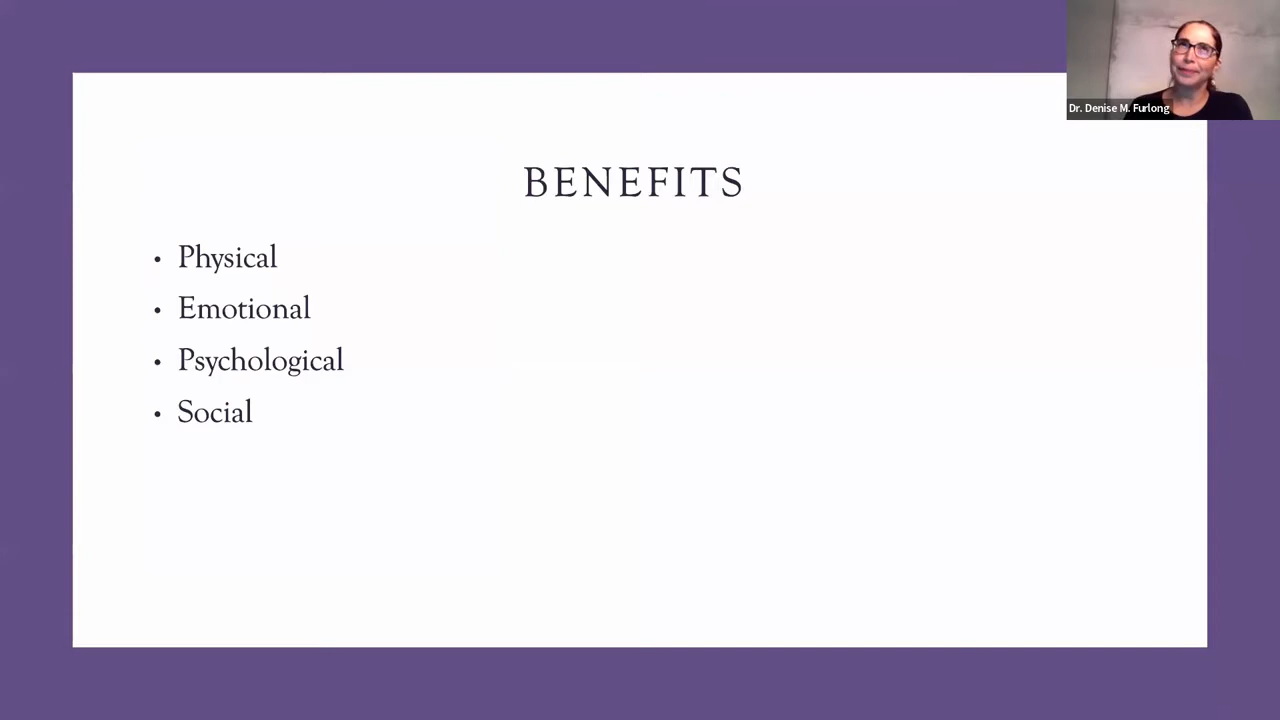 Dr. Denise M. Furlong
BENEFITS
• Physical
• Emotional
• Psychological
• Social